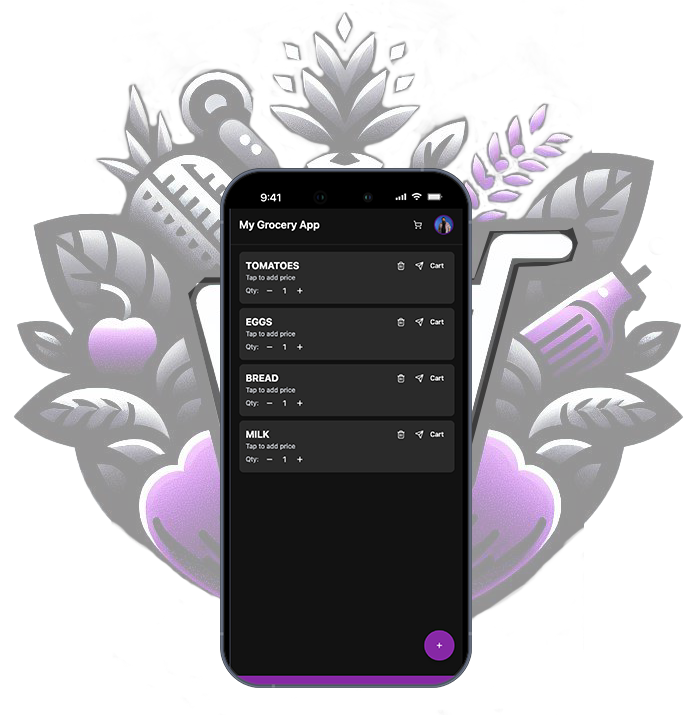 9:41
My Grocery App
TOMATOES
Cart
Tap to add price
Qty: − 1 +
EGGS
Cart
Tap to add price
Qty: − 1 +
BREAD
Cart
Tap to add price
Qty: − 1 +
MILK
Cart
Tap to add price
Qty: − 1 +
+